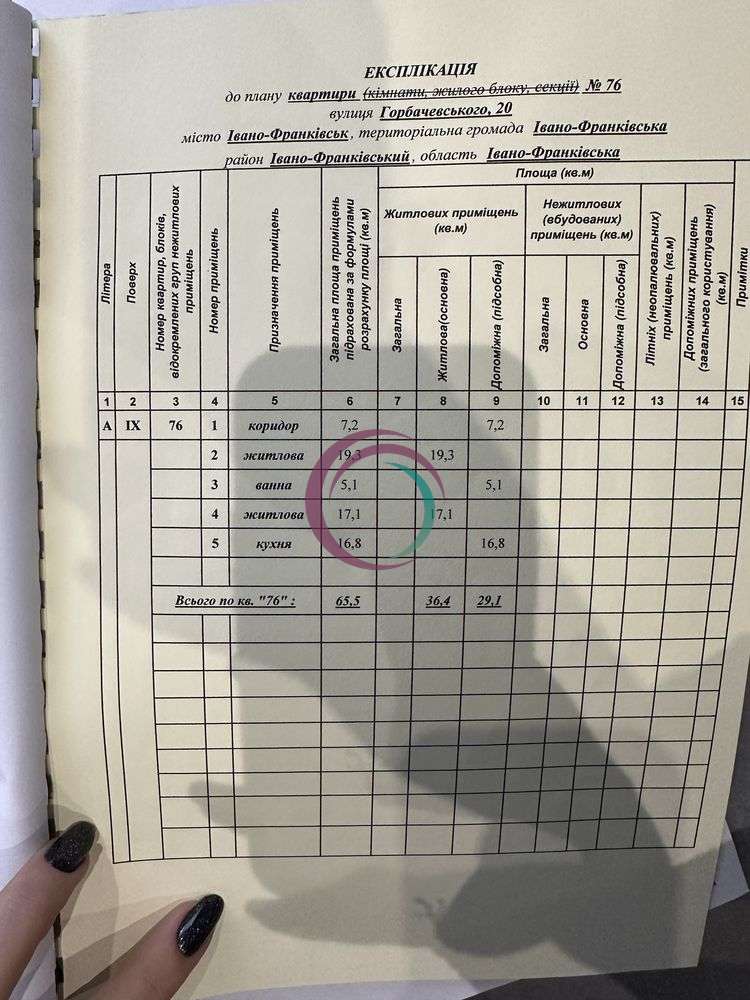 ЕКСПЛІКАЦІЯ
до плану квартири (кімнати, жилого блоку, секції) № 76
вулиця Горбачевського, 20
місто Івано-Франківськ, територіальна громада Івано-Франківська
район Івано-Франківський, область Івано-Франківська
Літера
Поверх
Номер квартир, блоків, відокремлених груп нежитлових приміщень
Номер приміщень
Призначення приміщень
Загальна площа приміщень підрахована за формулами розрахунку площі (кв.м)
Площа (кв.м)
Житлових приміщень (кв.м)
Нежитлових (вбудованих) приміщень (кв.м)
Загальна
Житлова(основна)
Допоміжна (підсобна)
Загальна
Основна
Допоміжна (підсобна)
Літніх (неопалювальних) приміщень (кв.м)
Допоміжних приміщень (загального користування) (кв.м)
Примітки
1 2 3 4 5 6 7 8 9 10 11 12 13 14 15
А IX 76 1 коридор 7,2 7,2
2 житлова 19,3 19,3
3 ванна 5,1 5,1
4 житлова 17,1 17,1
5 кухня 16,8 16,8
Всього по кв. "76" : 65,5 36,4 29,1